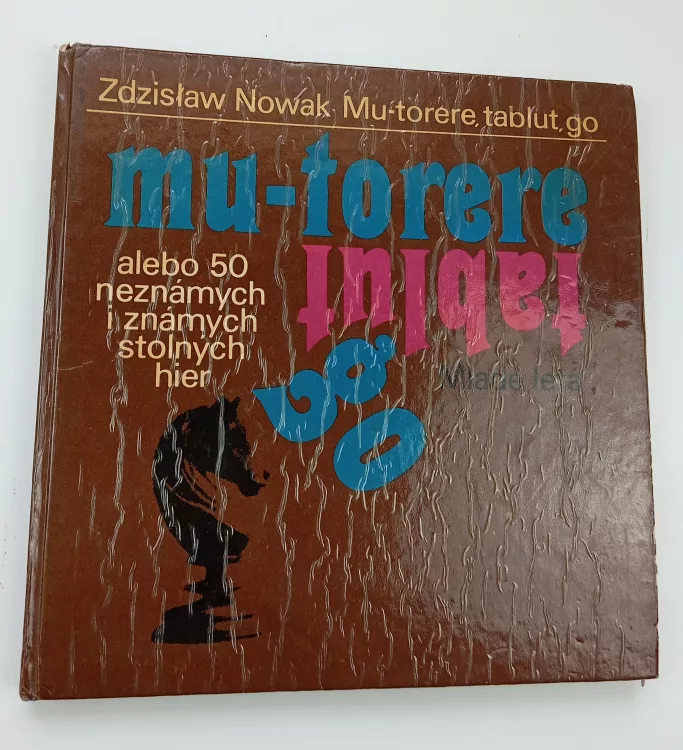 Zdzisław Nowak Mu-torere, tablut, go
mu-torere
tablut
go
alebo 50
neznámych
i známych
stolných
hier
Mladé letá